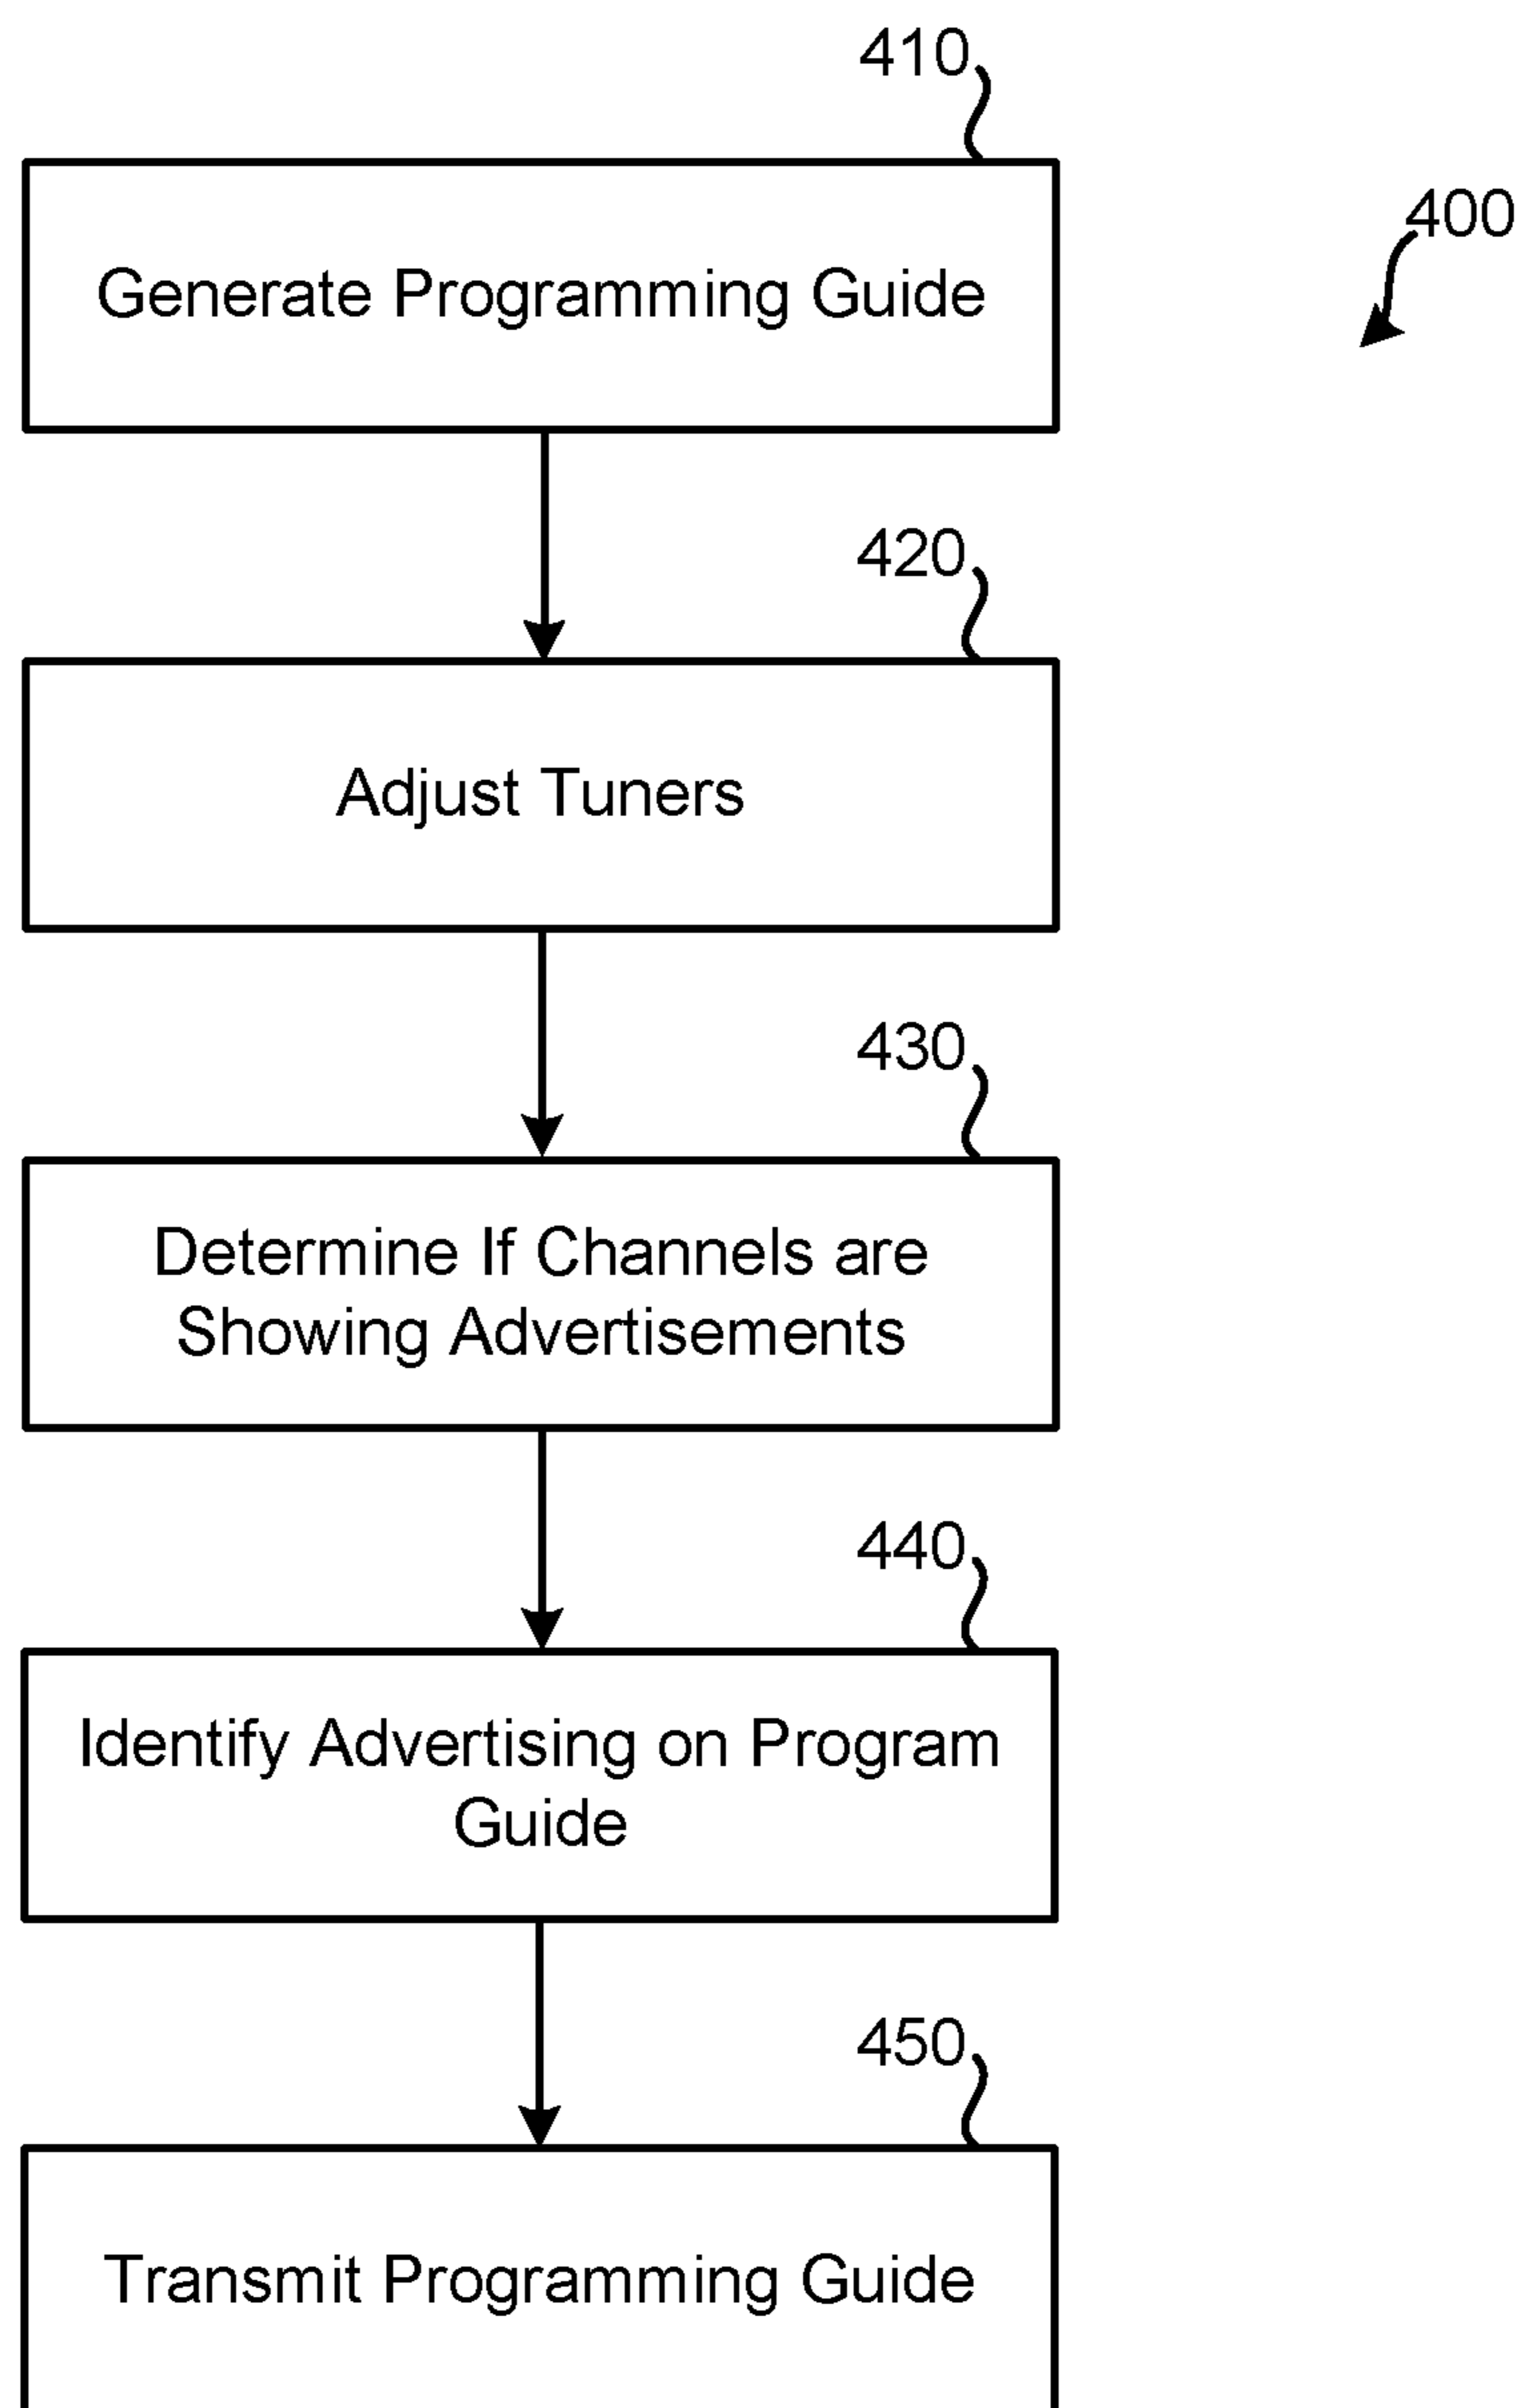 410
400
Generate Programming Guide
420
Adjust Tuners
430
Determine If Channels are
Showing Advertisements
440
Identify Advertising on Program
Guide
450
Transmit Programming Guide